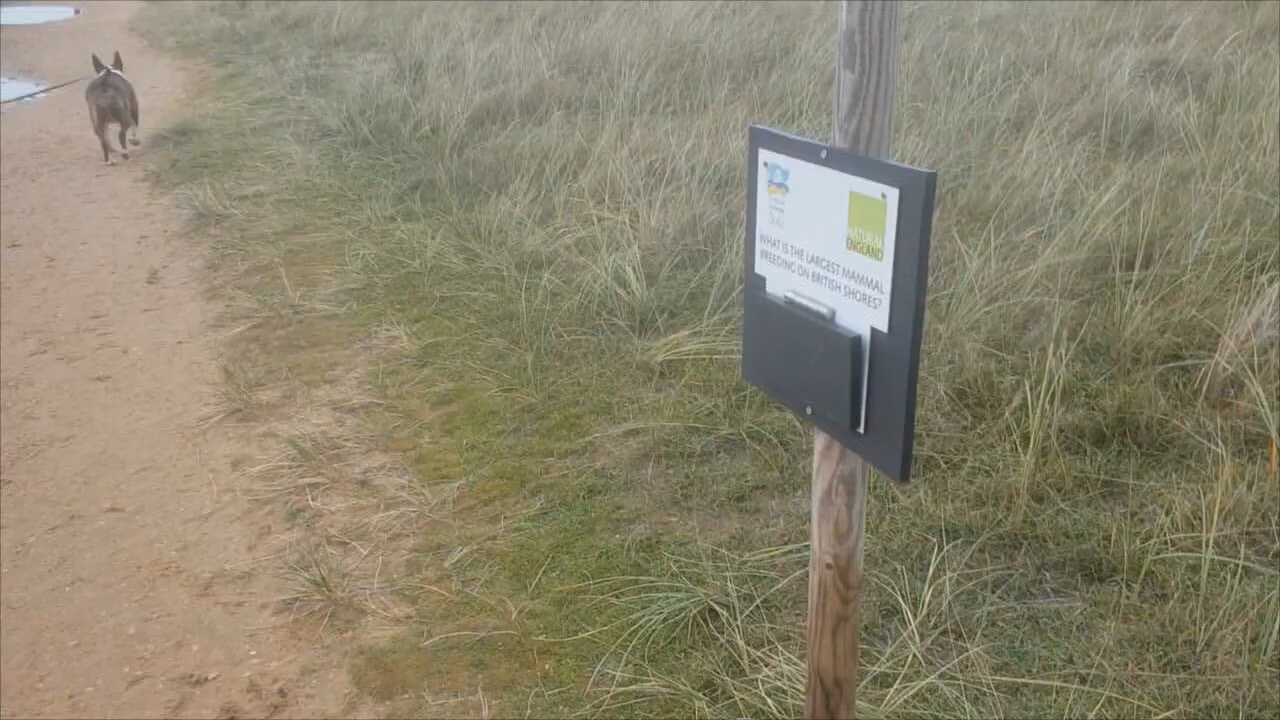 NATURAL
ENGLAND
WHAT IS THE LARGEST MAMMAL
BREEDING ON BRITISH SHORES?